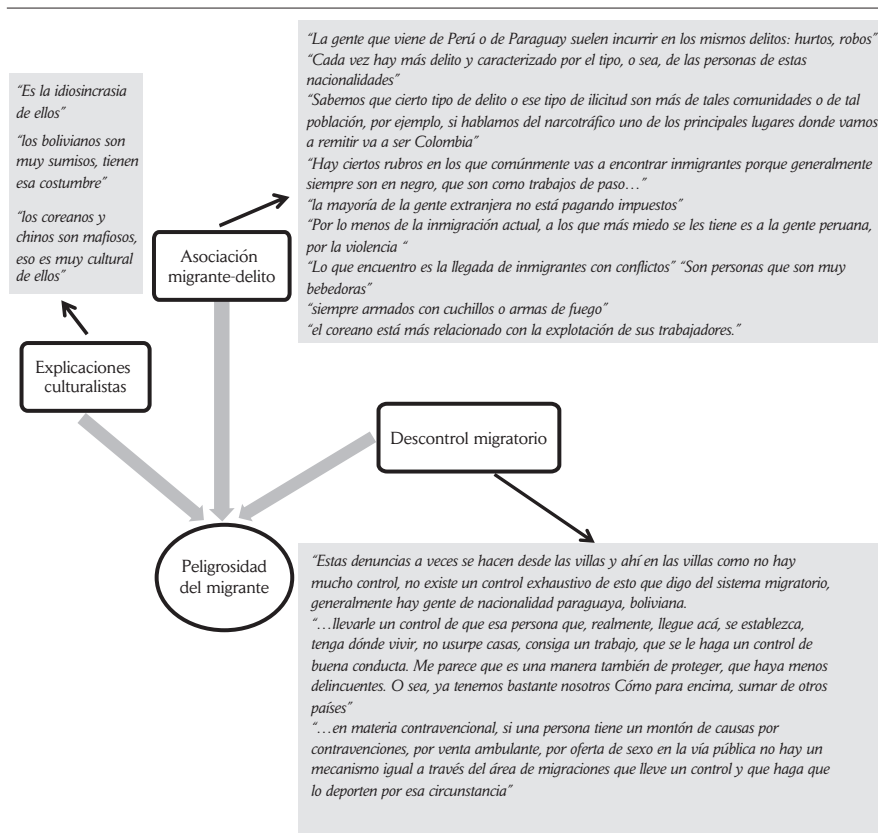 “La gente que viene de Perú o de Paraguay suelen incurrir en los mismos delitos: hurtos, robos”
“Cada vez hay más delito y caracterizado por el tipo, o sea, de las personas de estas
nacionalidades”
“Sabemos que cierto tipo de delito o ese tipo de ilicitud son más de tales comunidades o de tal
población, por ejemplo, si hablamos del narcotráfico uno de los principales lugares donde vamos
a remitir va a ser Colombia”
“Hay ciertos rubros en los que comúnmente vas a encontrar inmigrantes porque generalmente
siempre son en negro, que son como trabajos de paso…”
“la mayoría de la gente extranjera no está pagando impuestos”
“Por lo menos de la inmigración actual, a los que más miedo se les tiene es a la gente peruana,
por la violencia “
“Lo que encuentro es la llegada de inmigrantes con conflictos” “Son personas que son muy
bebedoras”
“siempre armados con cuchillos o armas de fuego”
“el coreano está más relacionado con la explotación de sus trabajadores.”
“Es la idiosincrasia
de ellos”
“los bolivianos son
muy sumisos, tienen
esa costumbre”
“los coreanos y
chinos son mafiosos,
eso es muy cultural
de ellos”
Asociación
migrante-delito
Explicaciones
culturalistas
Descontrol migratorio
Peligrosidad
del migrante
“Estas denuncias a veces se hacen desde las villas y ahí en las villas como no hay
mucho control, no existe un control exhaustivo de esto que digo del sistema migratorio,
generalmente hay gente de nacionalidad paraguaya, boliviana.
“…llevarle un control de que esa persona que, realmente, llegue acá, se establezca,
tenga dónde vivir, no usurpe casas, consiga un trabajo, que se le haga un control de
buena conducta. Me parece que es una manera también de proteger, que haya menos
delincuentes. O sea, ya tenemos bastante nosotros Cómo para encima, sumar de otros
países”
“…en materia contravencional, si una persona tiene un montón de causas por
contravenciones, por venta ambulante, por oferta de sexo en la vía pública no hay un
mecanismo igual a través del área de migraciones que lleve un control y que haga que
lo deporten por esa circunstancia”